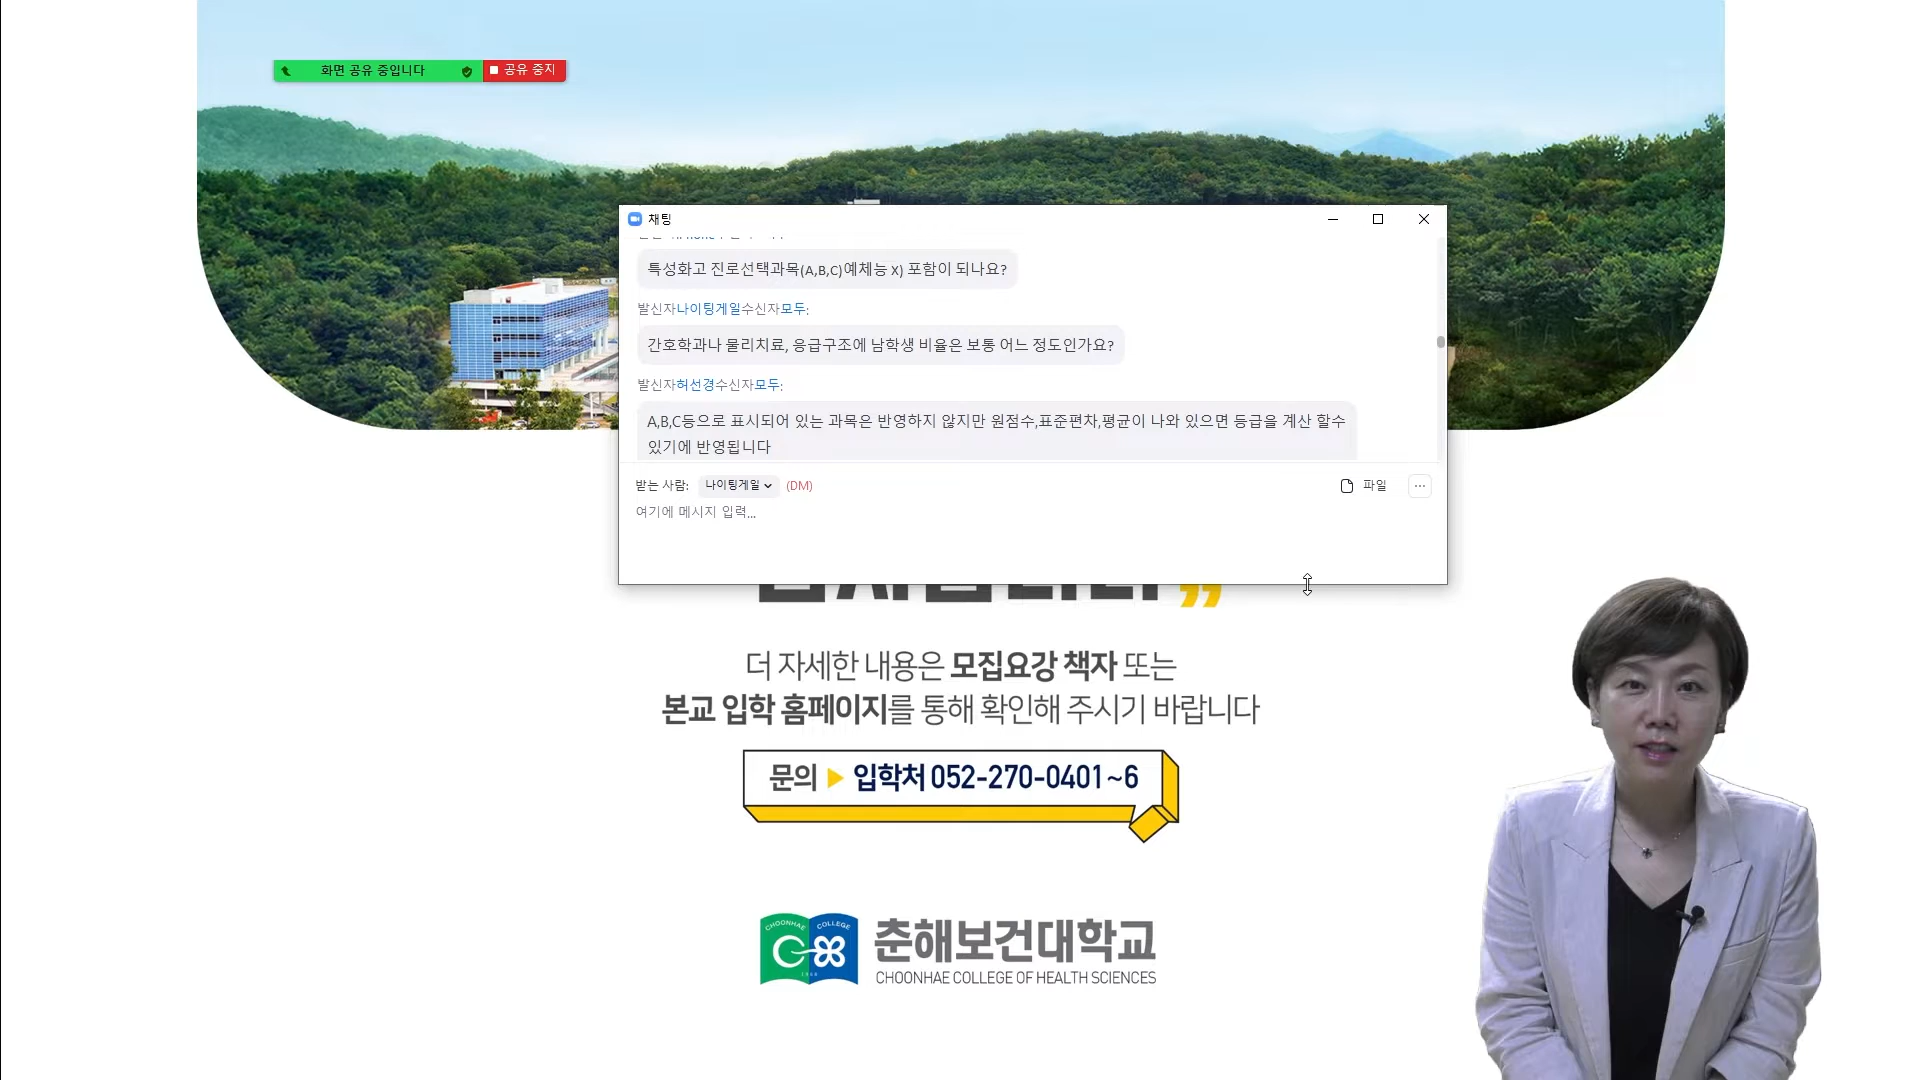 화면 공유 중입니다
공유 중지
채팅
특성화고 진로선택과목(A,B,C)예체능 X) 포함이 되나요?
발신자나이팅게일수신자모두:
간호학과나 물리치료, 응급구조에 남학생 비율은 보통 어느 정도인가요?
발신자허선경수신자모두:
A,B,C등으로 표시되어 있는 과목은 반영하지 않지만 원점수,표준편차,평균이 나와 있으면 등급을 계산 할수
있기에 반영됩니다
받는 사람: 나이팅게일 (DM)
파일
여기에 메시지 입력...
더 자세한 내용은 모집요강 책자 또는
본교 입학 홈페이지를 통해 확인해 주시기 바랍니다
문의 ▶ 입학처 052-270-0401~6
CHOONHAE COLLEGE
춘해보건대학교
CHOONHAE COLLEGE OF HEALTH SCIENCES